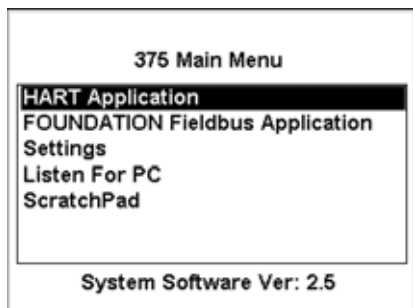 375 Main Menu
HART Application
FOUNDATION Fieldbus Application
Settings
Listen For PC
ScratchPad
System Software Ver: 2.5